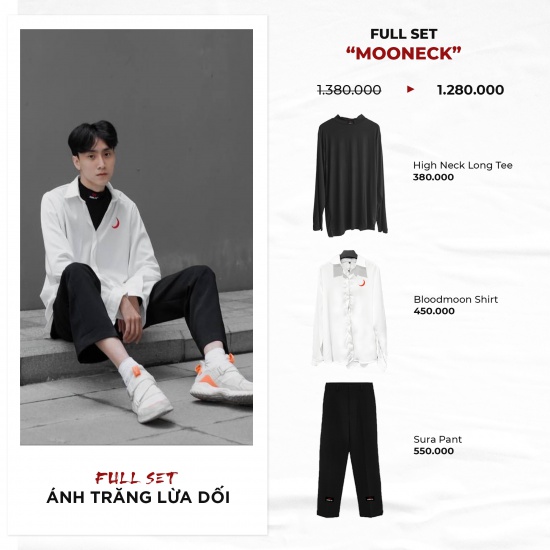 FULL SET
“MOONECK”
1.380.000 ▶ 1.280.000
High Neck Long Tee
380.000
Bloodmoon Shirt
450.000
Sura Pant
550.000
FULL SET
ÁNH TRĂNG LỪA DỐI